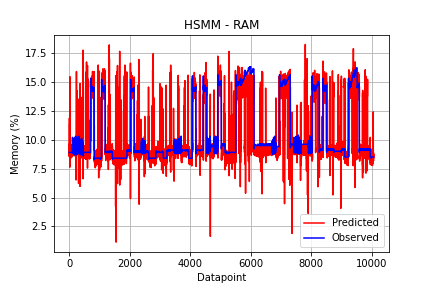 HSMM - RAM
Memory (%)
17.5
15.0
12.5
10.0
7.5
5.0
2.5
0 2000 4000 6000 8000 10000
Datapoint
Predicted
Observed